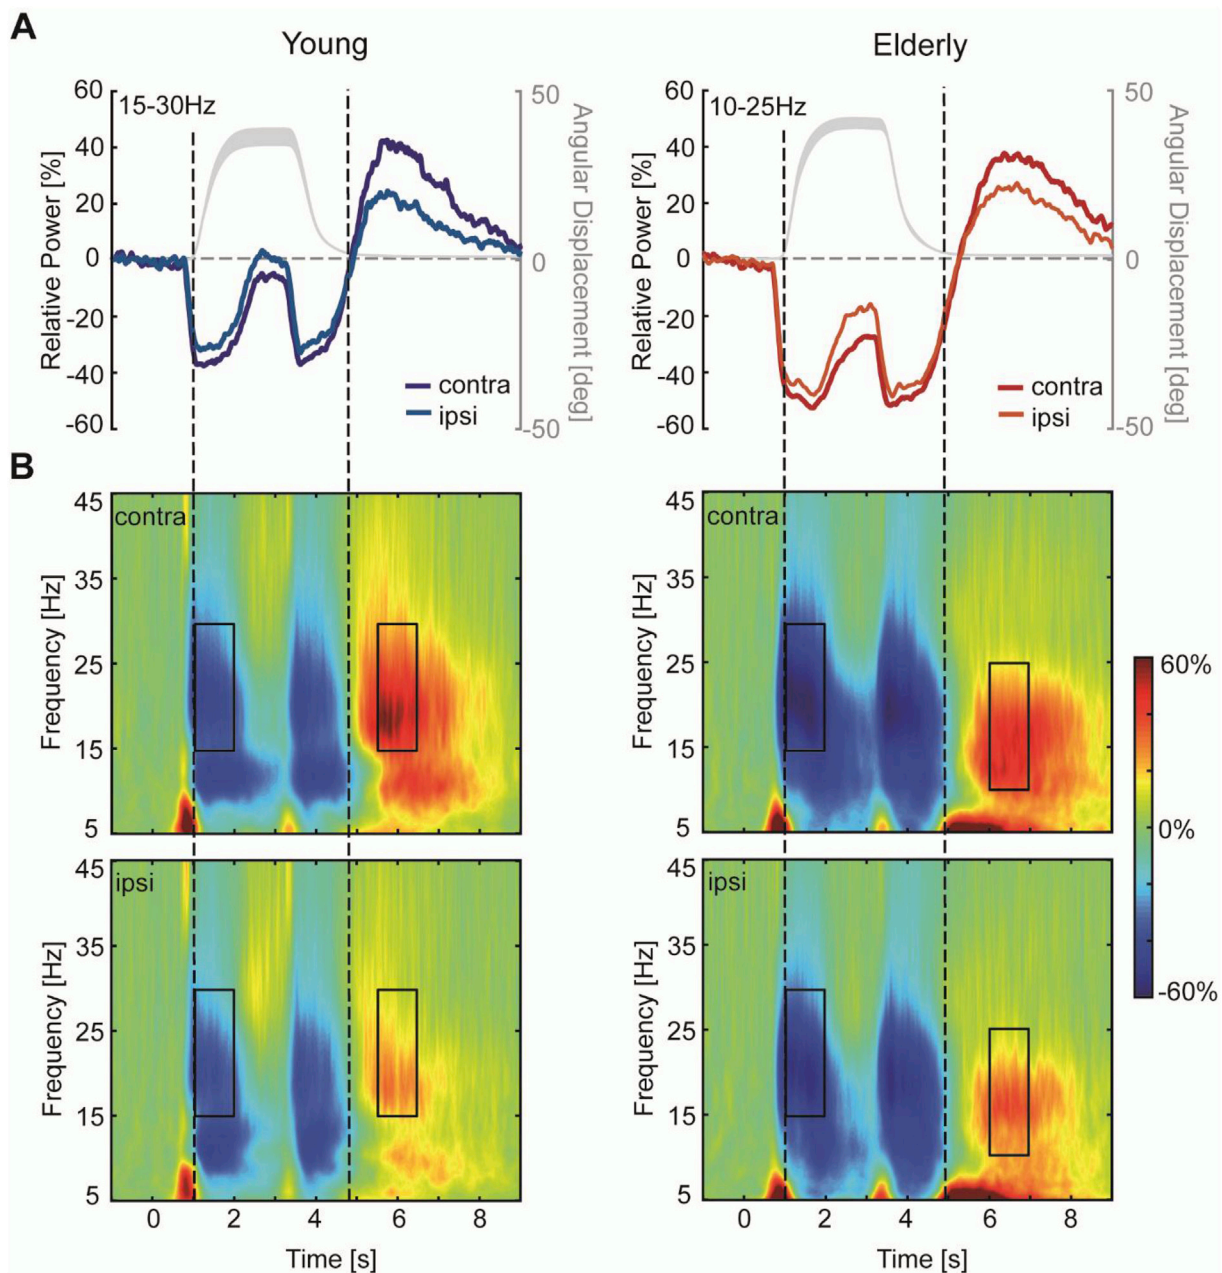 A
Young
Elderly
15-30Hz
60
40
20
0
-20
-40
-60
Relative Power [%]
50
0
-50
Angular Displacement [deg]
contra
ipsi
10-25Hz
60
40
20
0
-20
-40
-60
Relative Power [%]
50
0
-50
Angular Displacement [deg]
contra
ipsi
B
contra
45
35
25
15
5
Frequency [Hz]
contra
45
35
25
15
5
Frequency [Hz]
60%
0%
-60%
ipsi
45
35
25
15
5
Frequency [Hz]
0 2 4 6 8
Time [s]
ipsi
45
35
25
15
5
Frequency [Hz]
0 2 4 6 8
Time [s]